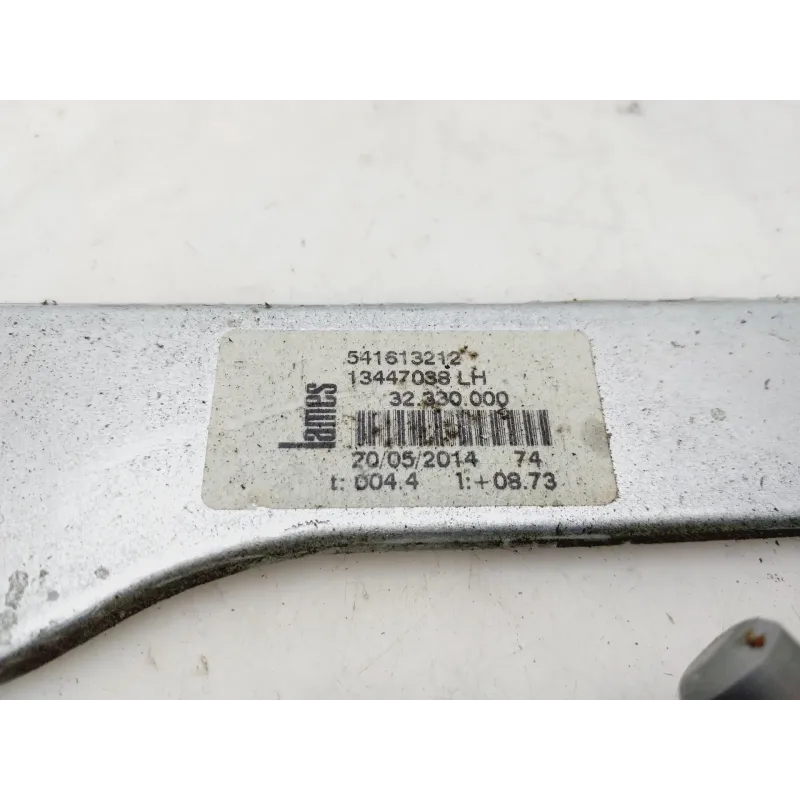 541613212
13447038 LH
32.330.000
lames
20/05/2014 74
t: 004.4 1:+08.73